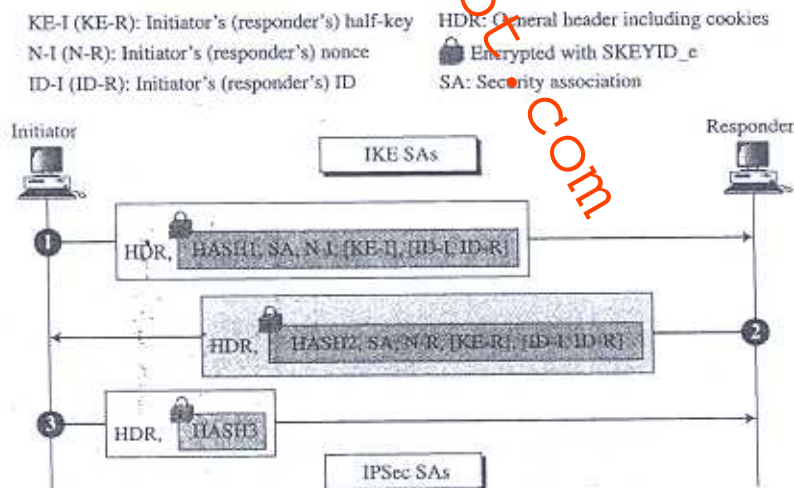 KE-I (KE-R): Initiator's (responder's) half-key
HDR: General header including cookies
N-I (N-R): Initiator's (responder's) nonce
Encrypted with SKEYID_e
ID-I (ID-R): Initiator's (responder's) ID
SA: Security association
Initiator
Responder
IKE SAs
1
HDR, HASH1, SA, N-I, [KE-I], [ID-I, ID-R]
2
HDR, HASH2, SA, N-R, [KE-R], [ID-I, ID-R]
3
HDR, HASH3
IPSec SAs
t.com